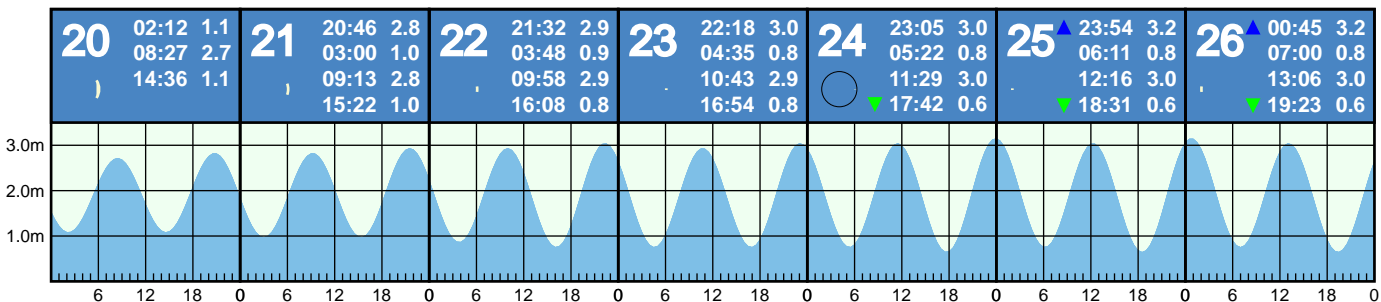 20 21 22 23 24 25 26
02:12 1.1 20:46 2.8 21:32 2.9 22:18 3.0 23:05 3.0 23:54 3.2 00:45 3.2
08:27 2.7 03:00 1.0 03:48 0.9 04:35 0.8 05:22 0.8 06:11 0.8 07:00 0.8
14:36 1.1 09:13 2.8 09:58 2.9 10:43 2.9 11:29 3.0 12:16 3.0 13:06 3.0
15:22 1.0 16:08 0.8 16:54 0.8 17:42 0.6 18:31 0.6 19:23 0.6
3.0m
2.0m
1.0m
6 12 18 0 6 12 18 0 6 12 18 0 6 12 18 0 6 12 18 0 6 12 18 0 6 12 18 0